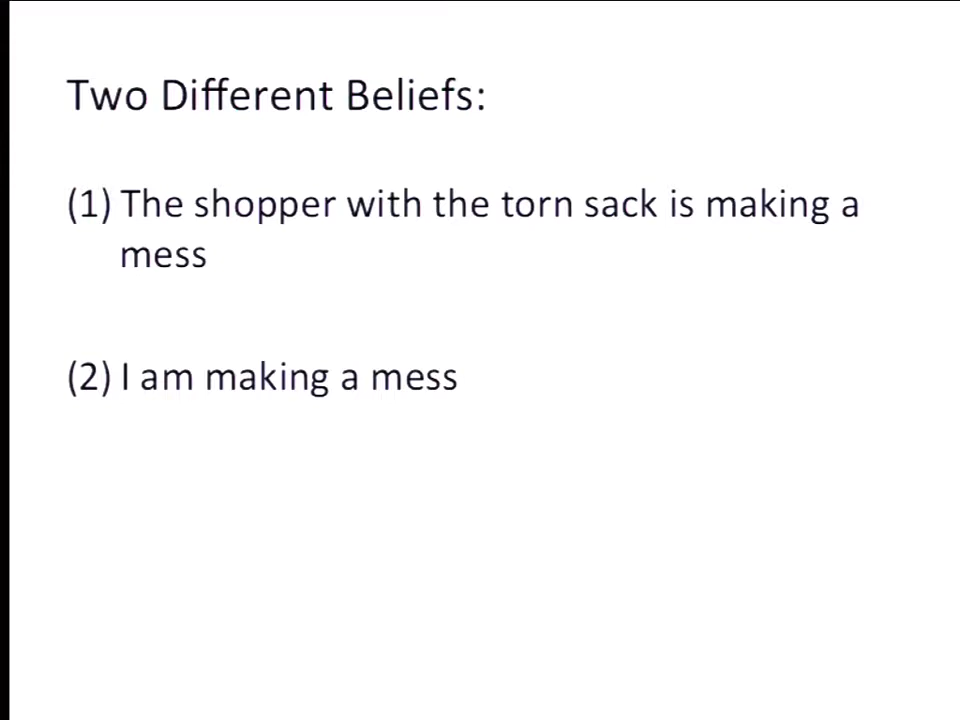 Two Different Beliefs:
(1) The shopper with the torn sack is making a
mess
(2) I am making a mess